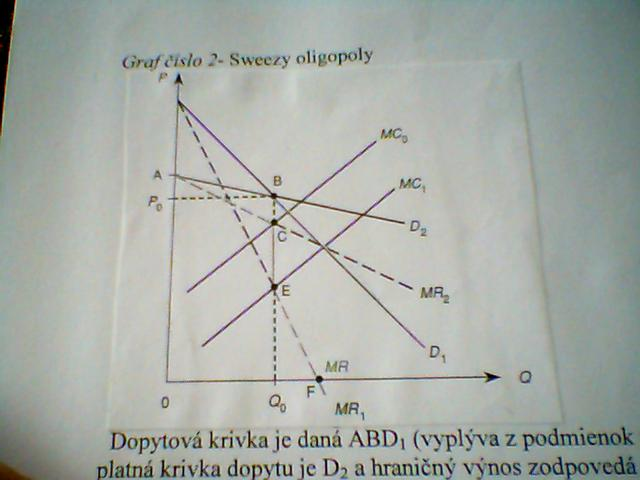 Graf číslo 2- Sweezy oligopoly
P
MC₀
A
B
MC₁
P₀
D₂
C
E
MR₂
D₁
MR
F
Q
0
Q₀
MR₁
Dopytová krivka je daná ABD₁ (vyplýva z podmienok
platná krivka dopytu je D₂ a hraničný výnos zodpovedá